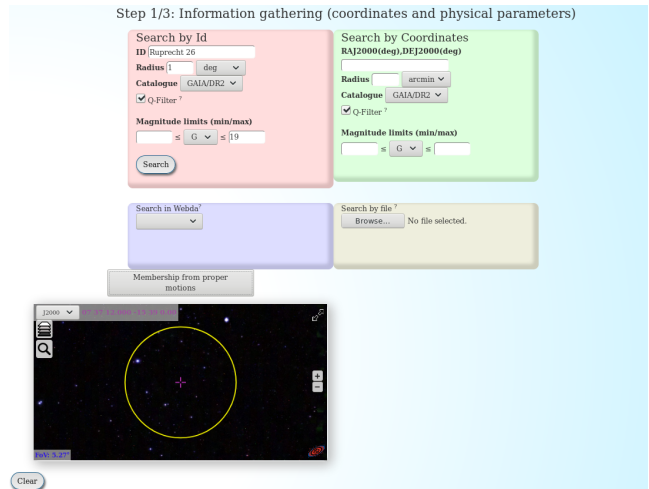 Step 1/3: Information gathering (coordinates and physical parameters)
Search by Id
ID Ruprecht 26
Radius 1 deg
Catalogue GAIA/DR2
Q-Filter ?
Magnitude limits (min/max)
≤ G ≤ 19
Search
Search by Coordinates
RAJ2000(deg),DEJ2000(deg)
Radius arcmin
Catalogue GAIA/DR2
Q-Filter ?
Magnitude limits (min/max)
≤ G ≤
Search in Webda?
Search by file ?
Browse... No file selected.
Membership from proper
motions
J2000
+
−
FoV: 5.27°
Clear